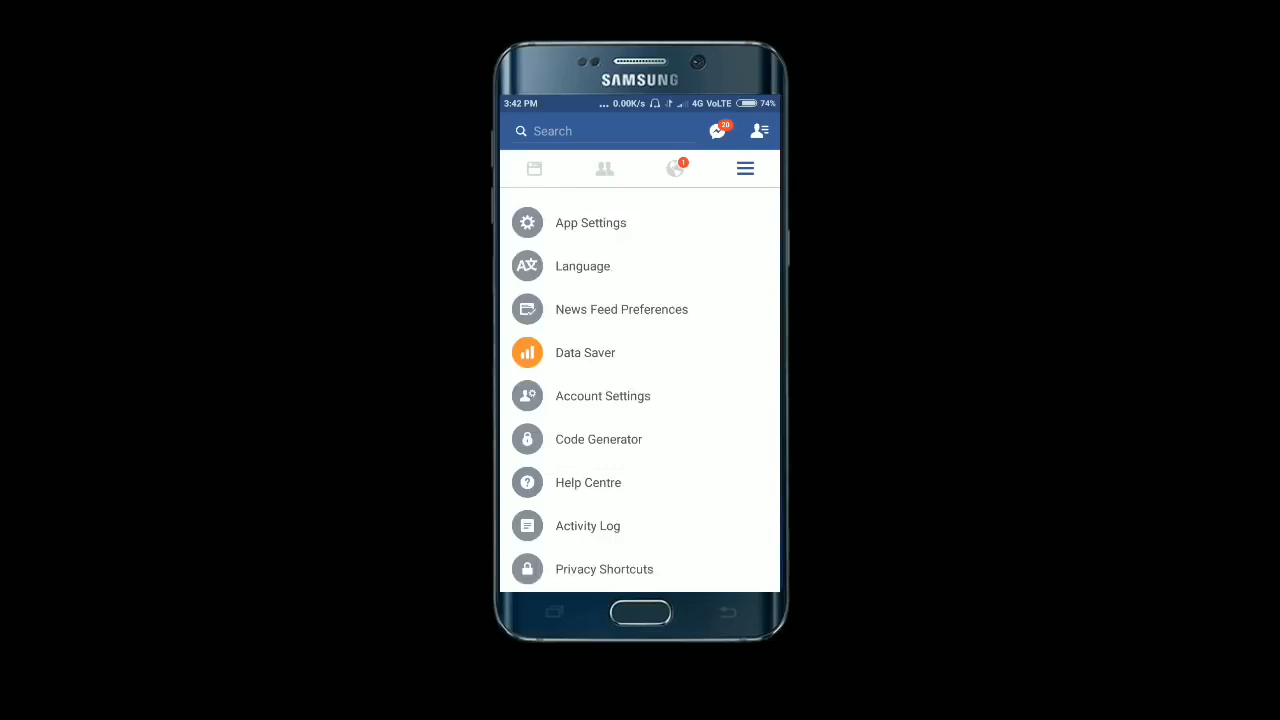 SAMSUNG
3:42 PM ... 0.00K/s 4G VoLTE 74%
Search 20
1
App Settings
Language
News Feed Preferences
Data Saver
Account Settings
Code Generator
Help Centre
Activity Log
Privacy Shortcuts